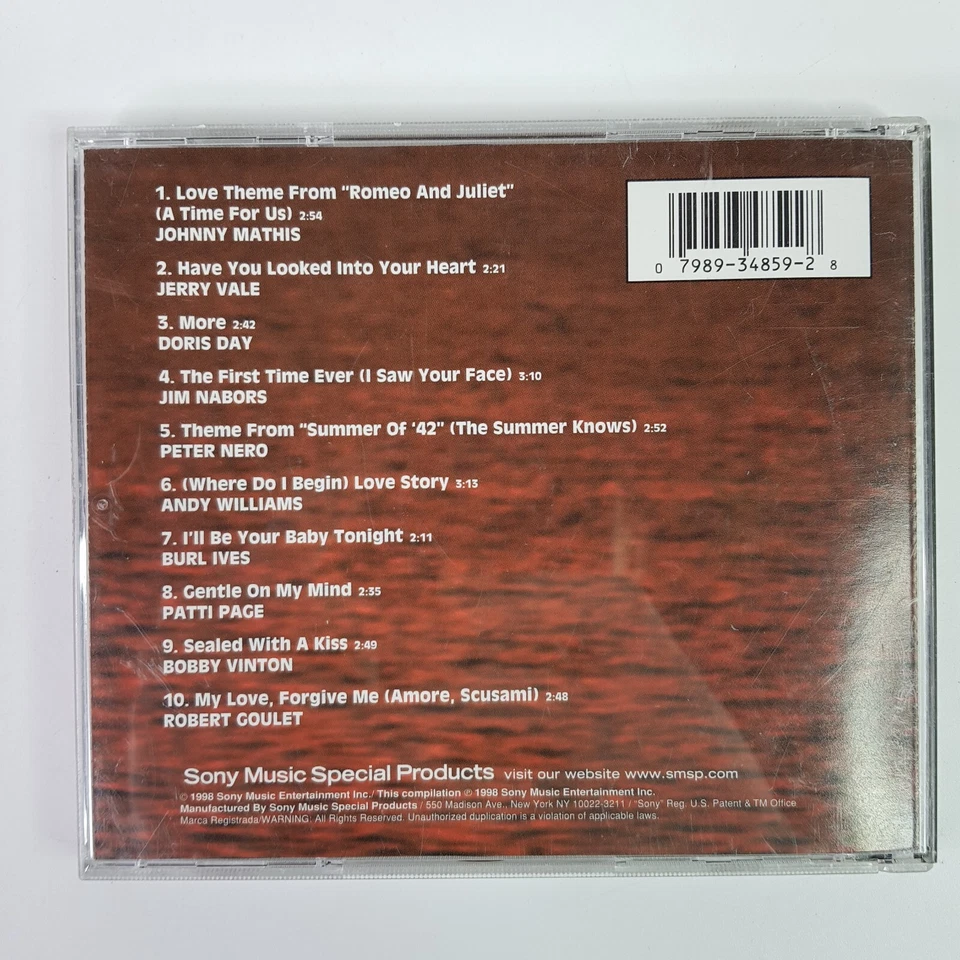 1. Love Theme From "Romeo And Juliet"
(A Time For Us) 2:54
JOHNNY MATHIS
2. Have You Looked Into Your Heart 2:21
JERRY VALE
3. More 2:42
DORIS DAY
4. The First Time Ever (I Saw Your Face) 3:10
JIM NABORS
5. Theme From "Summer Of '42" (The Summer Knows) 2:52
PETER NERO
6. (Where Do I Begin) Love Story 3:13
ANDY WILLIAMS
7. I'll Be Your Baby Tonight 2:11
BURL IVES
8. Gentle On My Mind 2:35
PATTI PAGE
9. Sealed With A Kiss 2:49
BOBBY VINTON
10. My Love, Forgive Me (Amore, Scusami) 2:48
ROBERT GOULET
0 7989-34859-2 8
Sony Music Special Products visit our website www.smsp.com
© 1998 Sony Music Entertainment Inc./ This compilation ℗ 1998 Sony Music Entertainment Inc.
Manufactured By Sony Music Special Products / 550 Madison Ave., New York NY 10022-3211 / "Sony" Reg. U.S. Patent & TM Office
Marca Registrada/WARNING: All Rights Reserved. Unauthorized duplication is a violation of applicable laws.